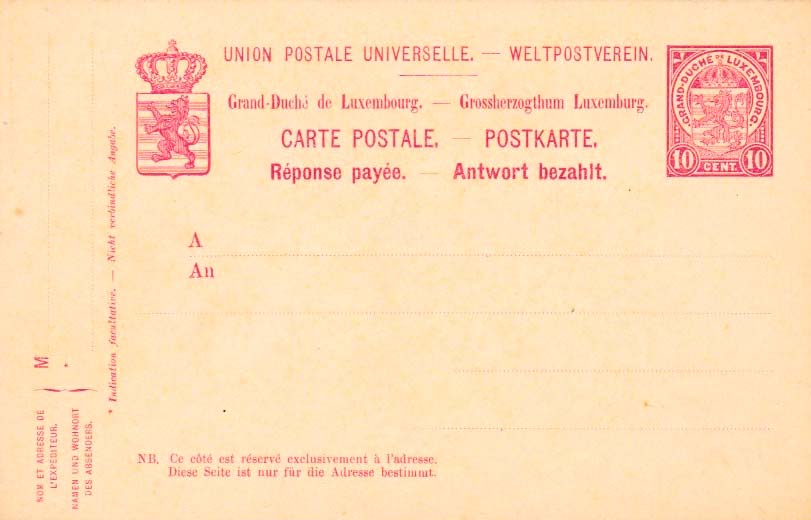 UNION POSTALE UNIVERSELLE. — WELTPOSTVEREIN.
Grand-Duché de Luxembourg. — Grossherzogthum Luxemburg.
CARTE POSTALE. — POSTKARTE.
Réponse payée. — Antwort bezahlt.
GRAND-DUCHÉ DE LUXEMBOURG.
10 CENT. 10
A
An
NB. Ce côté est réservé exclusivement à l'adresse.
Diese Seite ist nur für die Adresse bestimmt.
NOM ET ADRESSE DE
L'EXPÉDITEUR.
NAMEN UND WOHNORT
DES ABSENDERS.
M
*
* Indication facultative. — Nicht verbindliche Angabe.